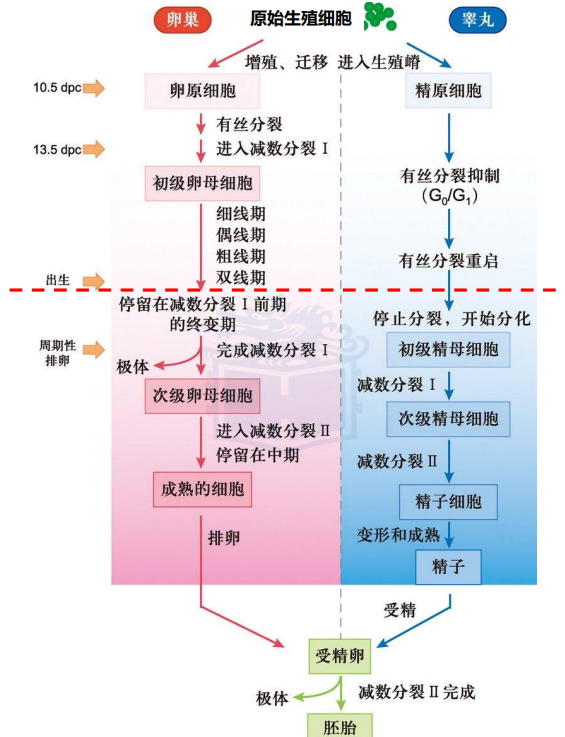 卵巢
原始生殖细胞
睾丸
增殖、迁移 进入生殖嵴
10.5 dpc
卵原细胞
精原细胞
有丝分裂
13.5 dpc
进入减数分裂Ⅰ
初级卵母细胞
有丝分裂抑制
(G₀/G₁)
细线期
偶线期
粗线期
双线期
有丝分裂重启
出生
停留在减数分裂Ⅰ前期
的终变期
停止分裂，开始分化
周期性
排卵
完成减数分裂Ⅰ
初级精母细胞
极体
减数分裂Ⅰ
次级卵母细胞
次级精母细胞
进入减数分裂Ⅱ
停留在中期
减数分裂Ⅱ
成熟的细胞
精子细胞
排卵
变形和成熟
精子
受精
受精卵
极体
减数分裂Ⅱ完成
胚胎